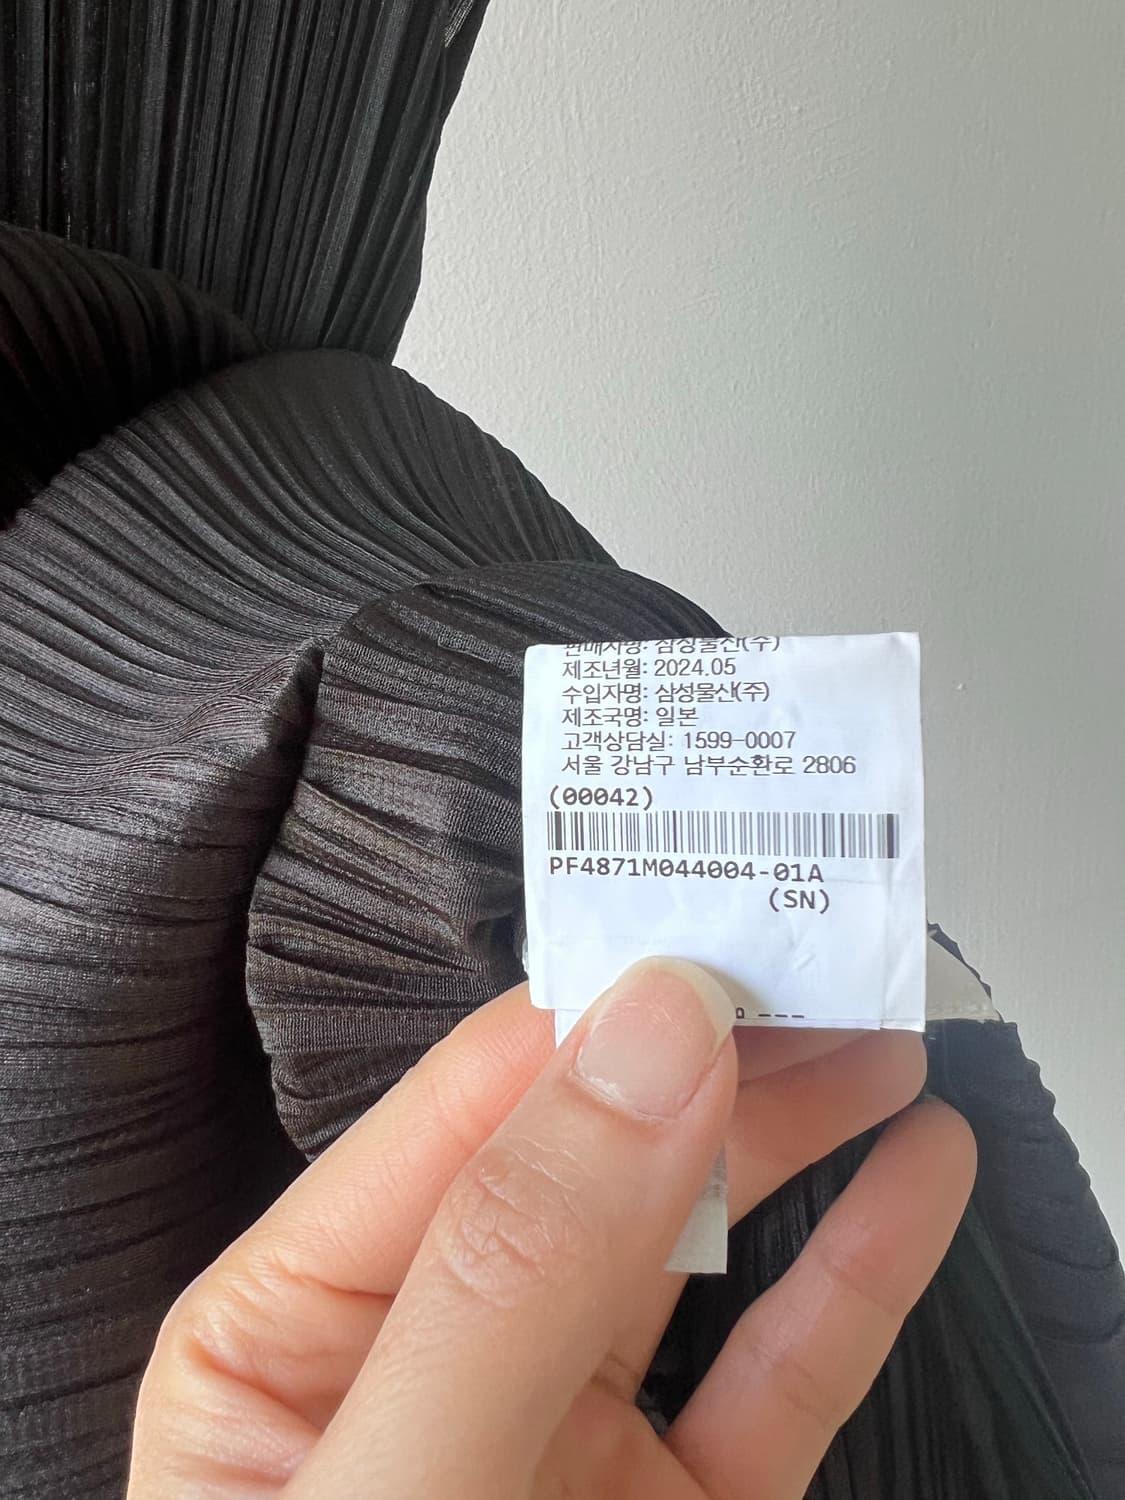 판매자명: 삼성물산(주)
제조년월: 2024.05
수입자명: 삼성물산(주)
제조국명: 일본
고객상담실: 1599-0007
서울 강남구 남부순환로 2806
(00042)
PF4871M044004-01A
(SN)